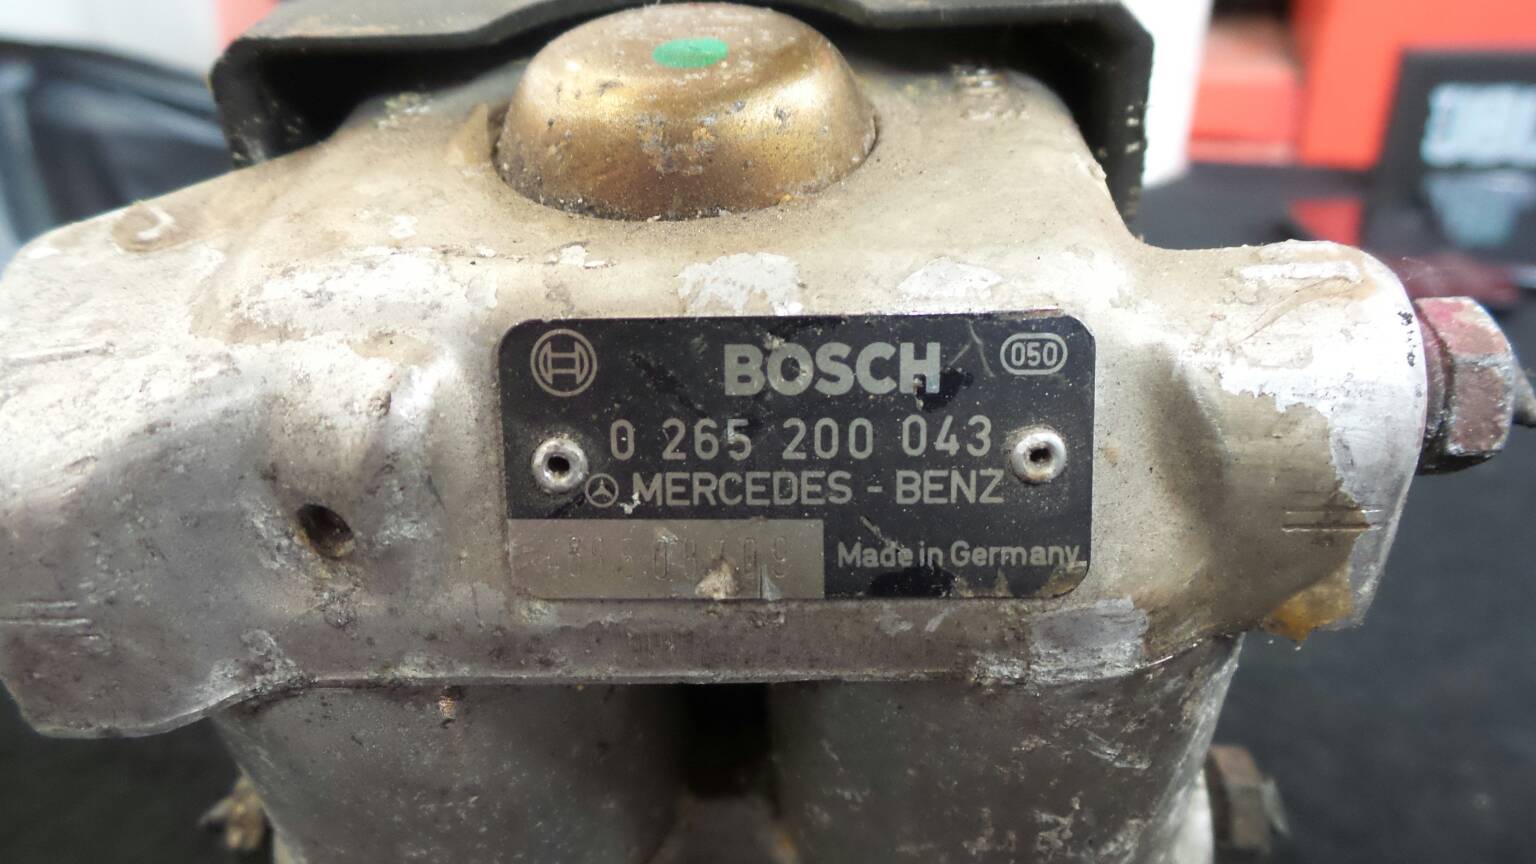 BOSCH 050
0 265 200 043
MERCEDES - BENZ
Made in Germany